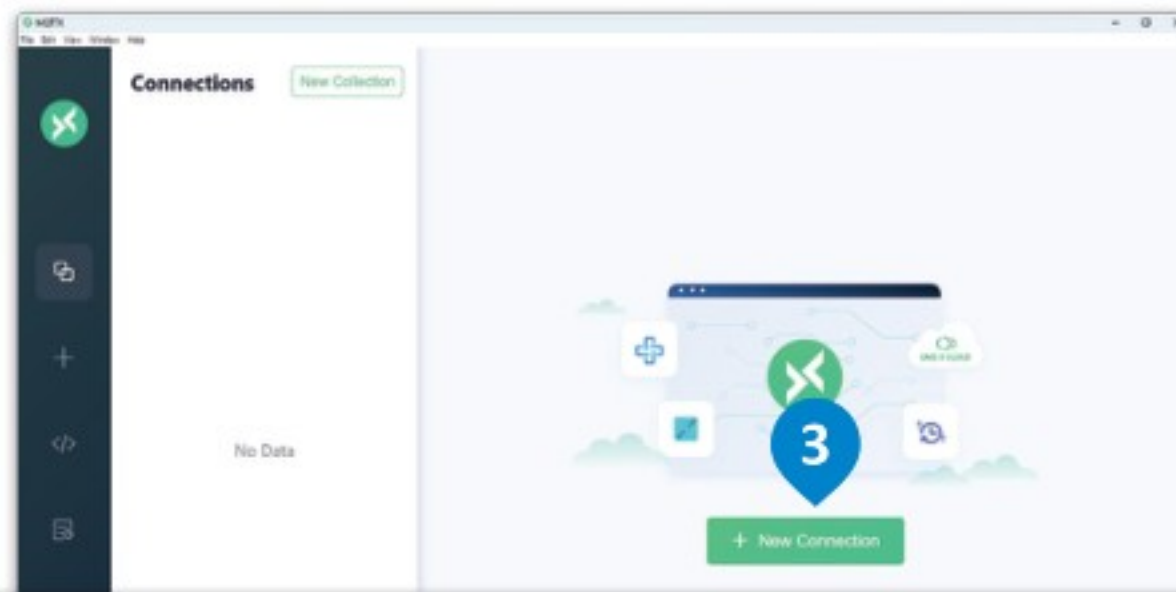 MQTTX
File Edit View Window Help
Connections
New Collection
No Data
3
+ New Connection